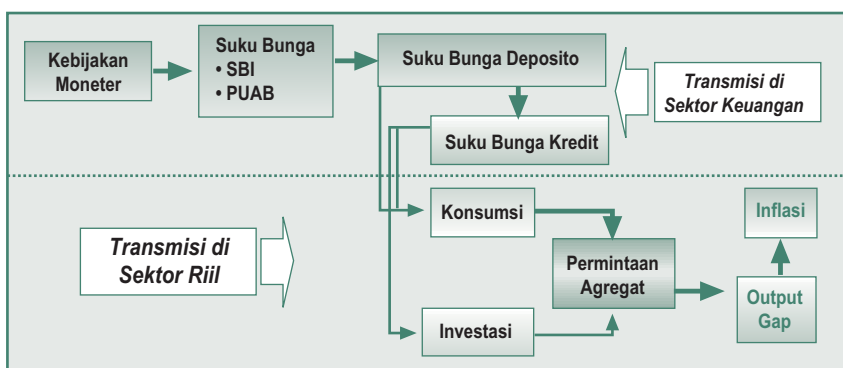 Kebijakan
Moneter
Suku Bunga
• SBI
• PUAB
Suku Bunga Deposito
Transmisi di
Sektor Keuangan
Suku Bunga Kredit
Transmisi di
Sektor Riil
Konsumsi
Investasi
Permintaan
Agregat
Inflasi
Output
Gap